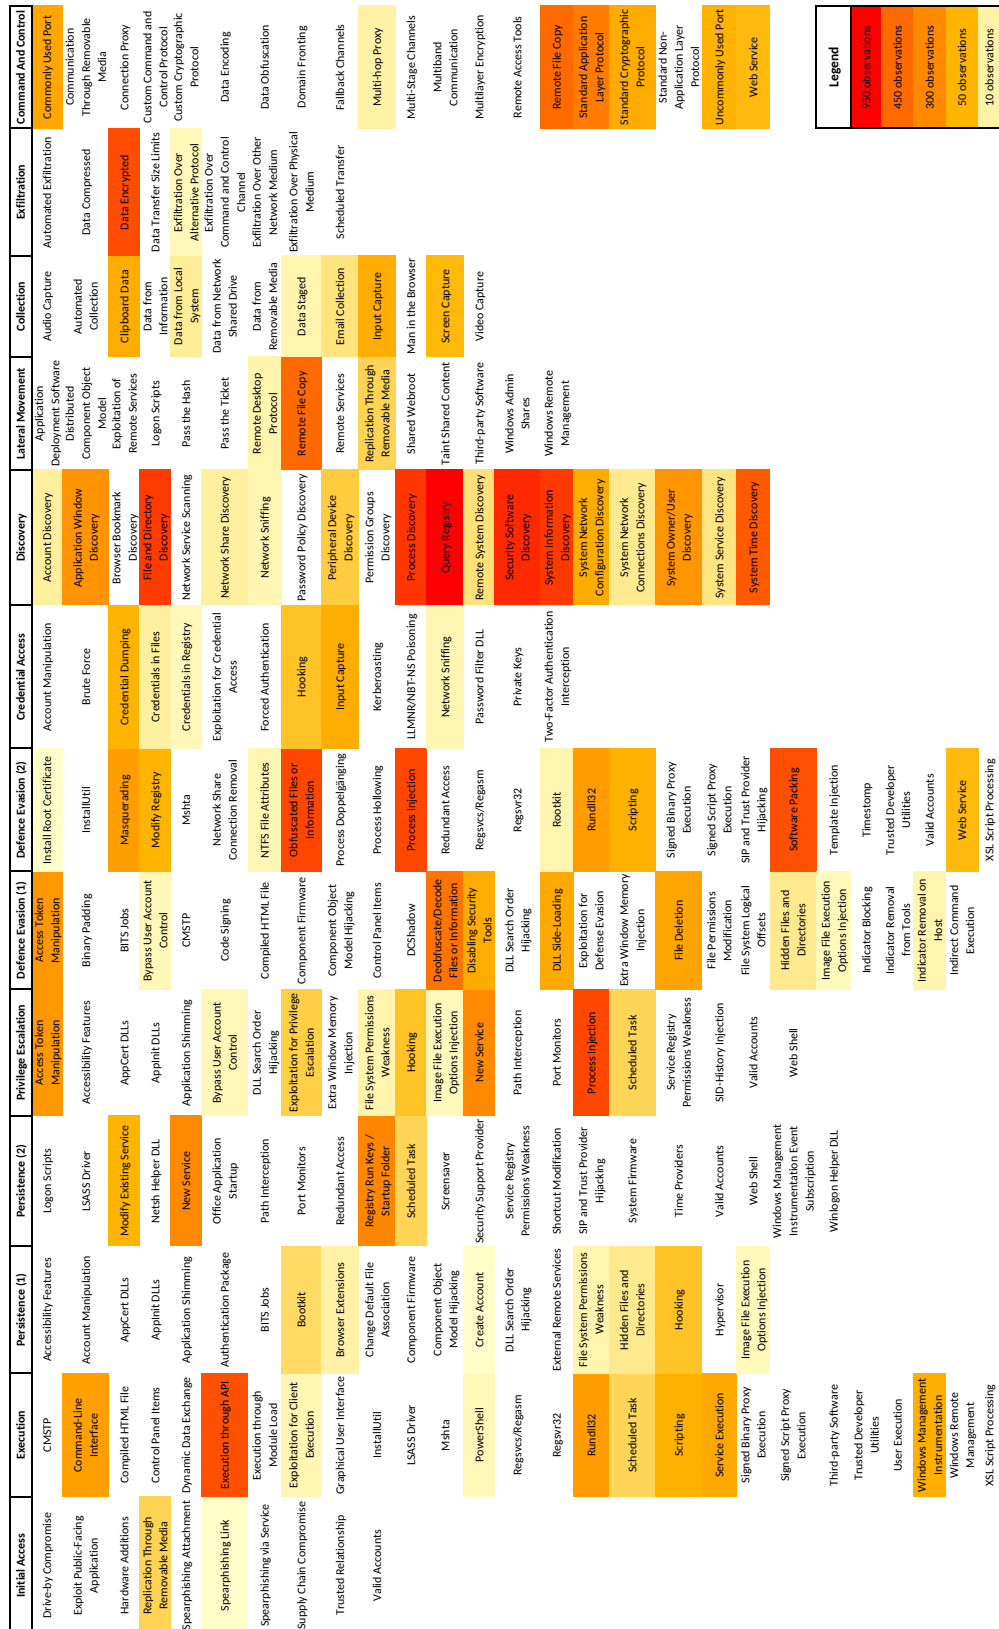 Initial Access
Drive-by Compromise
Exploit Public-Facing
Application
Hardware Additions
Replication Through
Removable Media
Spearphishing Attachment
Spearphishing Link
Spearphishing via Service
Supply Chain Compromise
Trusted Relationship
Valid Accounts
Execution
CMSTP
Command-Line
Interface
Compiled HTML File
Control Panel Items
Dynamic Data Exchange
Execution through API
Execution through
Module Load
Exploitation for Client
Execution
Graphical User Interface
InstallUtil
LSASS Driver
Mshta
PowerShell
Regsvcs/Regasm
Regsvr32
Rundll32
Scheduled Task
Scripting
Service Execution
Signed Binary Proxy
Execution
Signed Script Proxy
Execution
Third-party Software
Trusted Developer
Utilities
User Execution
Windows Management
Instrumentation
Windows Remote
Management
XSL Script Processing
Persistence (1)
Accessibility Features
Account Manipulation
AppCert DLLs
AppInit DLLs
Application Shimming
Authentication Package
BITS Jobs
Bootkit
Browser Extensions
Change Default File
Association
Component Firmware
Component Object
Model Hijacking
Create Account
DLL Search Order
Hijacking
External Remote Services
File System Permissions
Weakness
Hidden Files and
Directories
Hooking
Hypervisor
Image File Execution
Options Injection
Persistence (2)
Logon Scripts
LSASS Driver
Modify Existing Service
Netsh Helper DLL
New Service
Office Application
Startup
Path Interception
Port Monitors
Redundant Access
Registry Run Keys /
Startup Folder
Scheduled Task
Screensaver
Security Support Provider
Service Registry
Permissions Weakness
Shortcut Modification
SIP and Trust Provider
Hijacking
System Firmware
Time Providers
Valid Accounts
Web Shell
Windows Management
Instrumentation Event
Subscription
Winlogon Helper DLL
Privilege Escalation
Access Token
Manipulation
Accessibility Features
AppCert DLLs
AppInit DLLs
Application Shimming
Bypass User Account
Control
DLL Search Order
Hijacking
Exploitation for Privilege
Escalation
Extra Window Memory
Injection
File System Permissions
Weakness
Hooking
Image File Execution
Options Injection
New Service
Path Interception
Port Monitors
Process Injection
Scheduled Task
Service Registry
Permissions Weakness
SID-History Injection
Valid Accounts
Web Shell
Defence Evasion (1)
Access Token
Manipulation
Binary Padding
BITS Jobs
Bypass User Account
Control
CMSTP
Code Signing
Compiled HTML File
Component Firmware
Component Object
Model Hijacking
Control Panel Items
DCShadow
Deobfuscate/Decode
Files or Information
Disabling Security
Tools
DLL Search Order
Hijacking
DLL Side-Loading
Exploitation for
Defense Evasion
Extra Window Memory
Injection
File Deletion
File Permissions
Modification
File System Logical
Offsets
Hidden Files and
Directories
Image File Execution
Options Injection
Indicator Blocking
Indicator Removal
from Tools
Indicator Removal on
Host
Indirect Command
Execution
Defence Evasion (2)
Install Root Certificate
InstallUtil
Masquerading
Modify Registry
Mshta
Network Share
Connection Removal
NTFS File Attributes
Obfuscated Files or
Information
Process Doppelgänging
Process Hollowing
Process Injection
Redundant Access
Regsvcs/Regasm
Regsvr32
Rootkit
Rundll32
Scripting
Signed Binary Proxy
Execution
Signed Script Proxy
Execution
SIP and Trust Provider
Hijacking
Software Packing
Template Injection
Timestomp
Trusted Developer
Utilities
Valid Accounts
Web Service
XSL Script Processing
Credential Access
Account Manipulation
Brute Force
Credential Dumping
Credentials in Files
Credentials in Registry
Exploitation for Credential
Access
Forced Authentication
Hooking
Input Capture
Kerberoasting
LLMNR/NBT-NS Poisoning
Network Sniffing
Password Filter DLL
Private Keys
Two-Factor Authentication
Interception
Discovery
Account Discovery
Application Window
Discovery
Browser Bookmark
Discovery
File and Directory
Discovery
Network Service Scanning
Network Share Discovery
Network Sniffing
Password Policy Discovery
Peripheral Device
Discovery
Permission Groups
Discovery
Process Discovery
Query Registry
Remote System Discovery
Security Software
Discovery
System Information
Discovery
System Network
Configuration Discovery
System Network
Connections Discovery
System Owner/User
Discovery
System Service Discovery
System Time Discovery
Lateral Movement
Application
Deployment Software
Distributed
Component Object
Model
Exploitation of
Remote Services
Logon Scripts
Pass the Hash
Pass the Ticket
Remote Desktop
Protocol
Remote File Copy
Remote Services
Replication Through
Removable Media
Shared Webroot
Taint Shared Content
Third-party Software
Windows Admin
Shares
Windows Remote
Management
Collection
Audio Capture
Automated
Collection
Clipboard Data
Data from
Information
Data from Local
System
Data from Network
Shared Drive
Data from
Removable Media
Data Staged
Email Collection
Input Capture
Man in the Browser
Screen Capture
Video Capture
Exfiltration
Automated Exfiltration
Data Compressed
Data Encrypted
Data Transfer Size Limits
Exfiltration Over
Alternative Protocol
Exfiltration Over
Command and Control
Channel
Exfiltration Over Other
Network Medium
Exfiltration Over Physical
Medium
Scheduled Transfer
Command And Control
Commonly Used Port
Communication
Through Removable
Media
Connection Proxy
Custom Command and
Control Protocol
Custom Cryptographic
Protocol
Data Encoding
Data Obfuscation
Domain Fronting
Fallback Channels
Multi-hop Proxy
Multi-Stage Channels
Multiband
Communication
Multilayer Encryption
Remote Access Tools
Remote File Copy
Standard Application
Layer Protocol
Standard Cryptographic
Protocol
Standard Non-
Application Layer
Protocol
Uncommonly Used Port
Web Service
Legend
950 observations
450 observations
300 observations
50 observations
10 observations